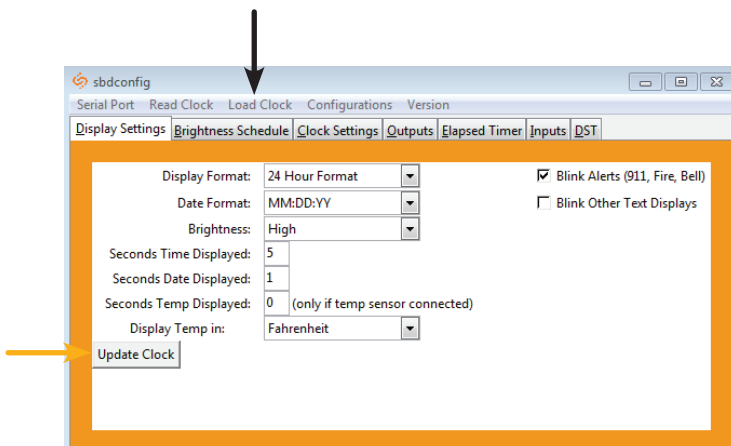 sbdconfig
Serial Port Read Clock Load Clock Configurations Version
Display Settings Brightness Schedule Clock Settings Outputs Elapsed Timer Inputs DST
Display Format: 24 Hour Format Blink Alerts (911, Fire, Bell)
Date Format: MM:DD:YY Blink Other Text Displays
Brightness: High
Seconds Time Displayed: 5
Seconds Date Displayed: 1
Seconds Temp Displayed: 0 (only if temp sensor connected)
Display Temp in: Fahrenheit
Update Clock